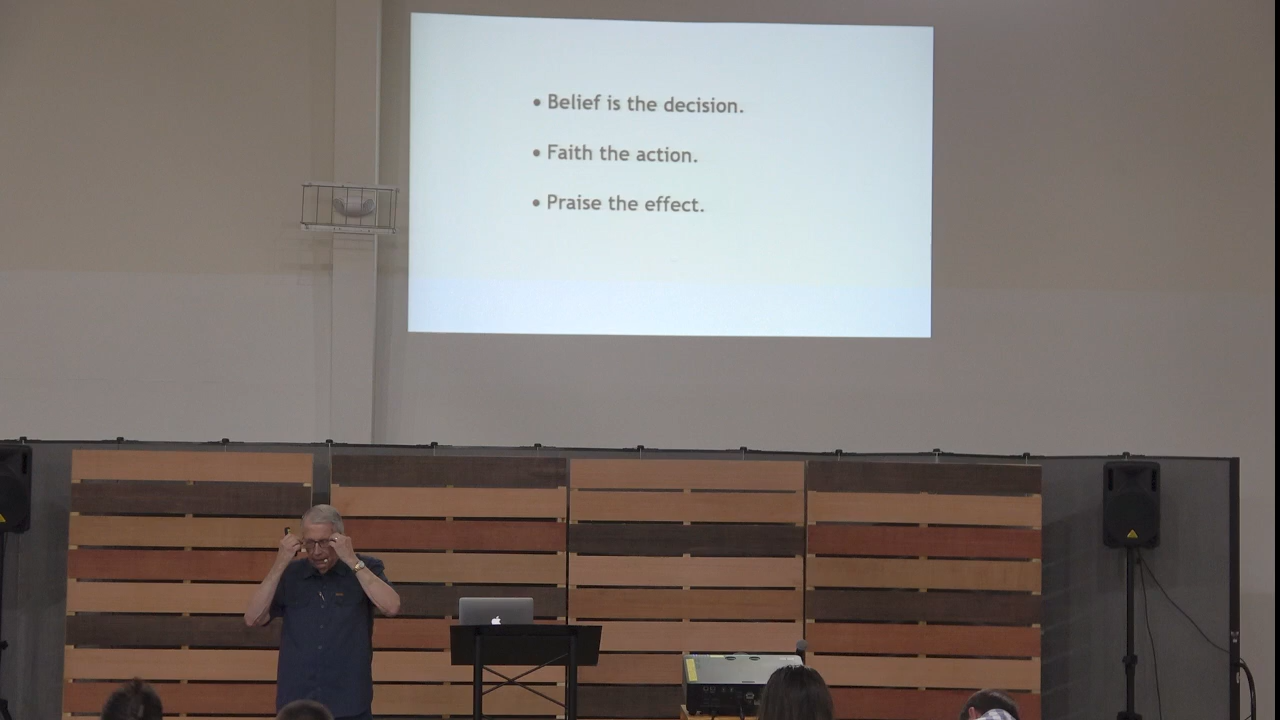 • Belief is the decision.
• Faith the action.
• Praise the effect.